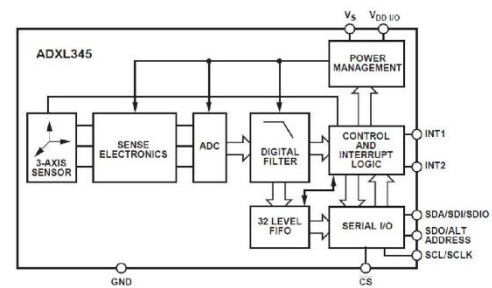 VS
VDD I/O
ADXL345
POWER
MANAGEMENT
3-AXIS
SENSOR
SENSE
ELECTRONICS
ADC
DIGITAL
FILTER
CONTROL
AND
INTERRUPT
LOGIC
INT1
INT2
32 LEVEL
FIFO
SERIAL I/O
SDA/SDI/SDIO
SDO/ALT
ADDRESS
SCL/SCLK
GND
CS